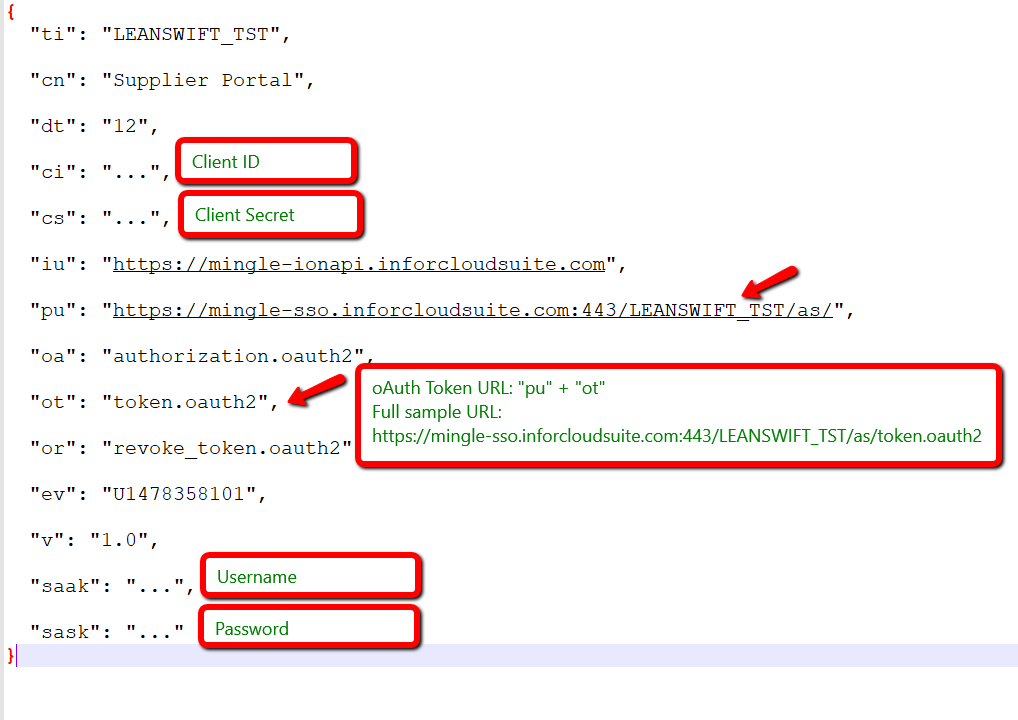 {
"ti": "LEANSWIFT_TST",
"cn": "Supplier Portal",
"dt": "12",
"ci": "...", Client ID
"cs": "...", Client Secret
"iu": "https://mingle-ionapi.inforcloudsuite.com",
"pu": "https://mingle-sso.inforcloudsuite.com:443/LEANSWIFT_TST/as/",
"oa": "authorization.oauth2",
"ot": "token.oauth2",
oAuth Token URL: "pu" + "ot"
Full sample URL:
https://mingle-sso.inforcloudsuite.com:443/LEANSWIFT_TST/as/token.oauth2
"or": "revoke_token.oauth2"
"ev": "U1478358101",
"v": "1.0",
"saak": "...", Username
"sask": "..." Password
}